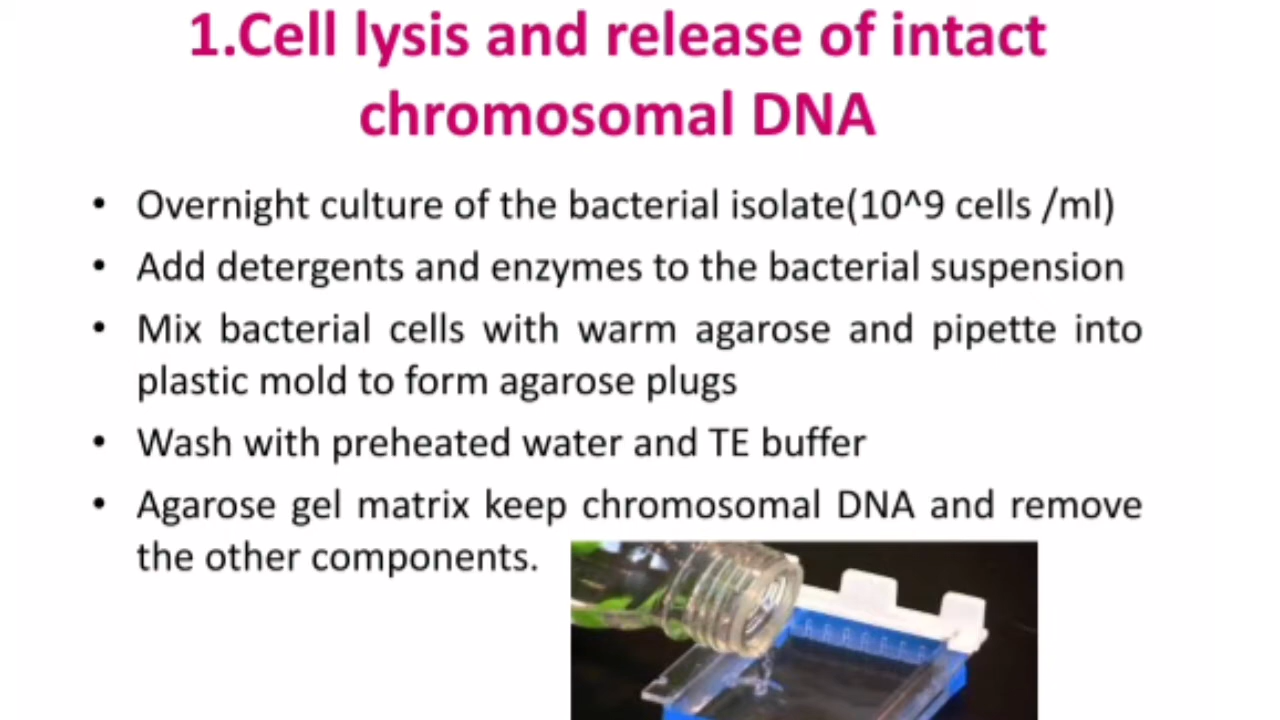 1.Cell lysis and release of intact
chromosomal DNA
• Overnight culture of the bacterial isolate(10^9 cells /ml)
• Add detergents and enzymes to the bacterial suspension
• Mix bacterial cells with warm agarose and pipette into
plastic mold to form agarose plugs
• Wash with preheated water and TE buffer
• Agarose gel matrix keep chromosomal DNA and remove
the other components.